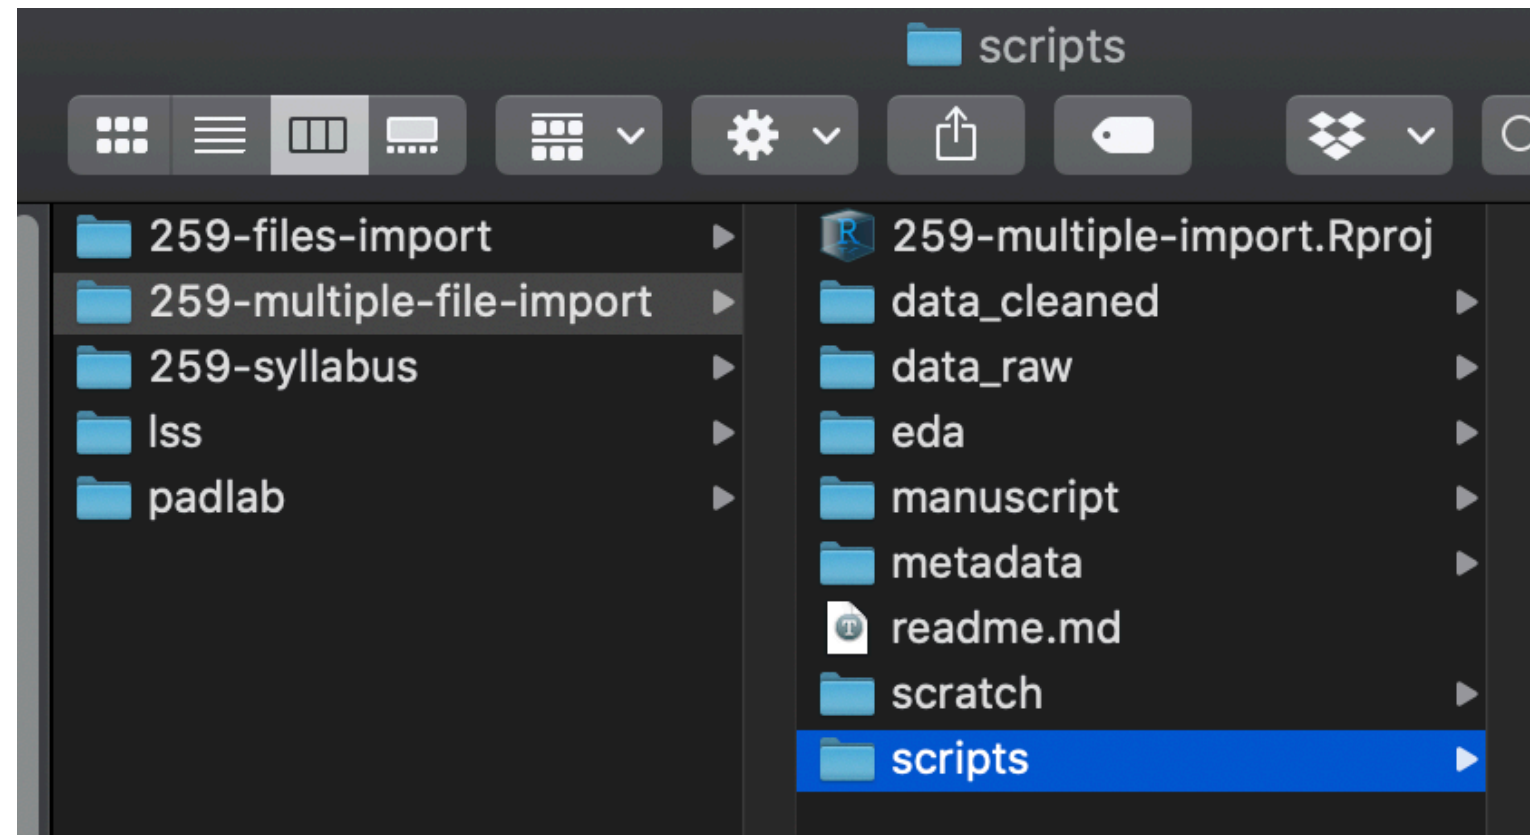 scripts
259-files-import
259-multiple-file-import
259-syllabus
lss
padlab
259-multiple-import.Rproj
data_cleaned
data_raw
eda
manuscript
metadata
readme.md
scratch
scripts